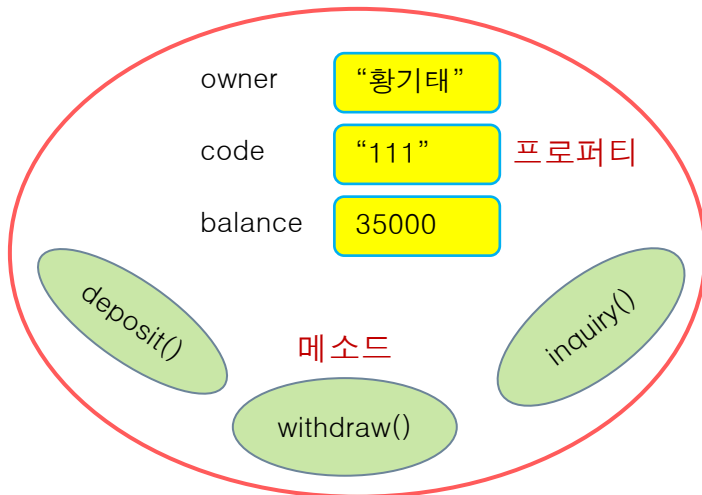 owner “황기태”
code “111” 프로퍼티
balance 35000
deposit()
메소드
inquiry()
withdraw()